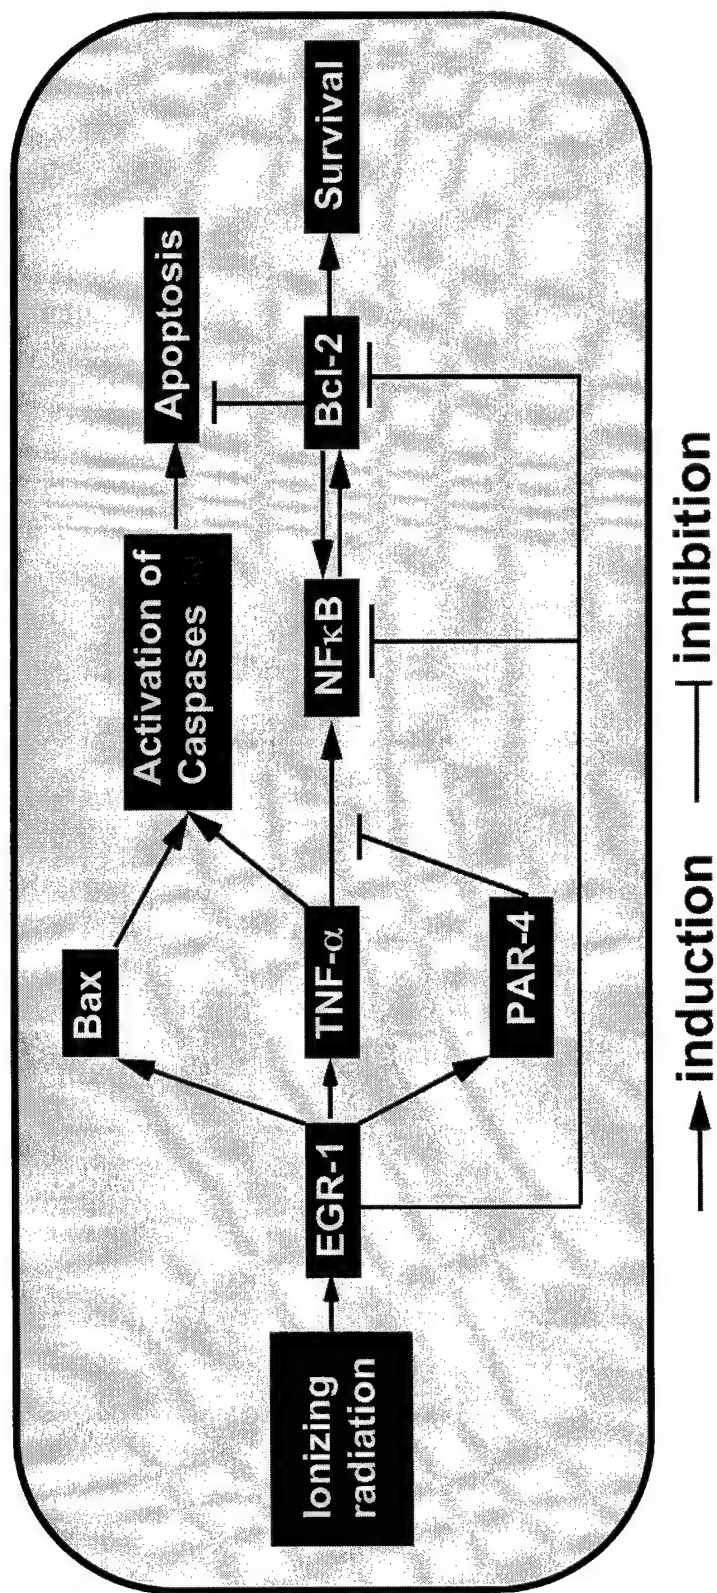 Ionizing
radiation
EGR-1
Bax
TNF-α
PAR-4
Activation of
Caspases
NFκB
Apoptosis
Bcl-2
Survival
induction
inhibition